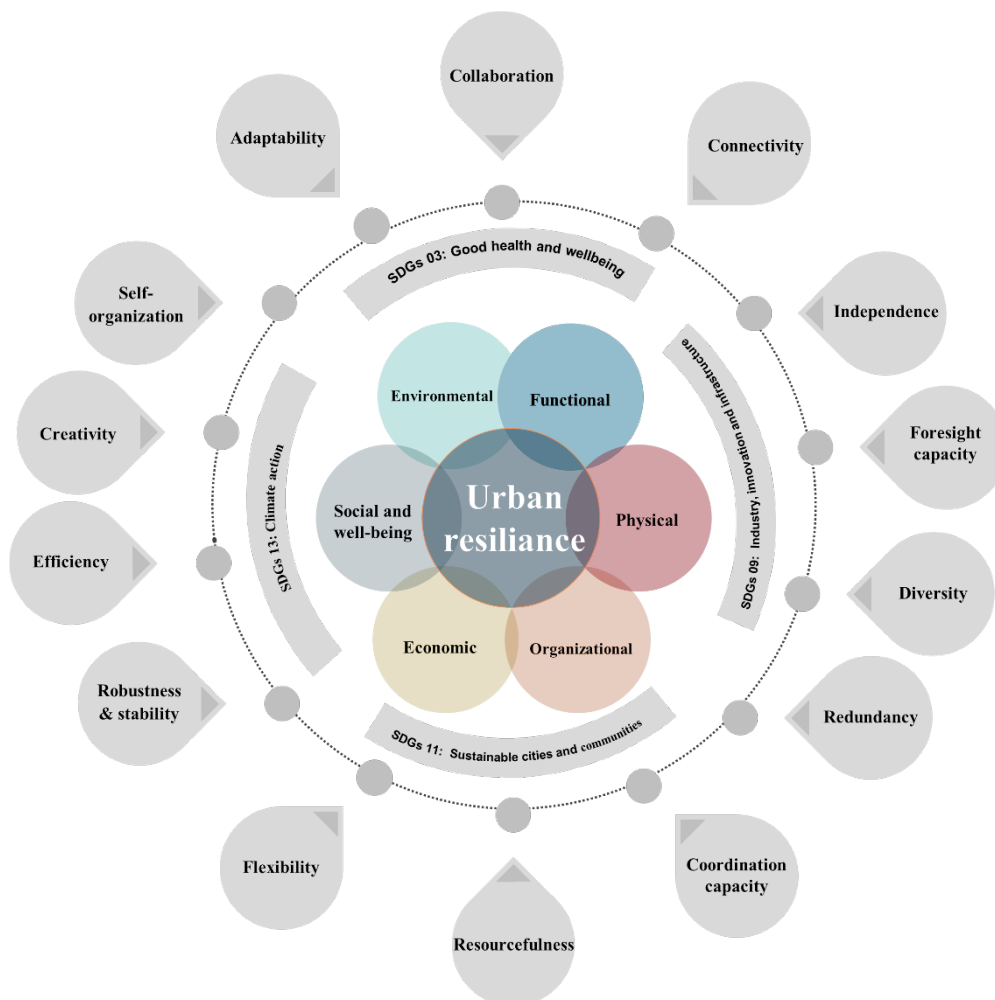 Collaboration
Adaptability
Connectivity
Self-
organization
Independence
Creativity
Foresight
capacity
Efficiency
Diversity
Robustness
& stability
Redundancy
Flexibility
Coordination
capacity
Resourcefulness
SDGs 03: Good health and wellbeing
SDGs 09: Industry, innovation and infrastructure
SDGs 13: Climate action
SDGs 11: Sustainable cities and communities
Environmental
Functional
Social and
well-being
Urban
resiliance
Physical
Economic
Organizational